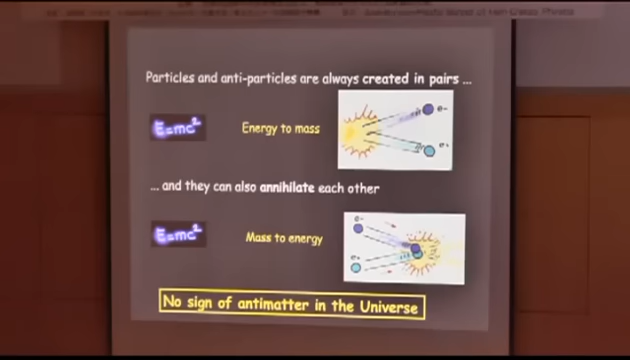 Particles and anti-particles are always created in pairs ...
E=mc²
Energy to mass
e-
e+
... and they can also annihilate each other
e-
E=mc²
Mass to energy
e+
No sign of antimatter in the Universe